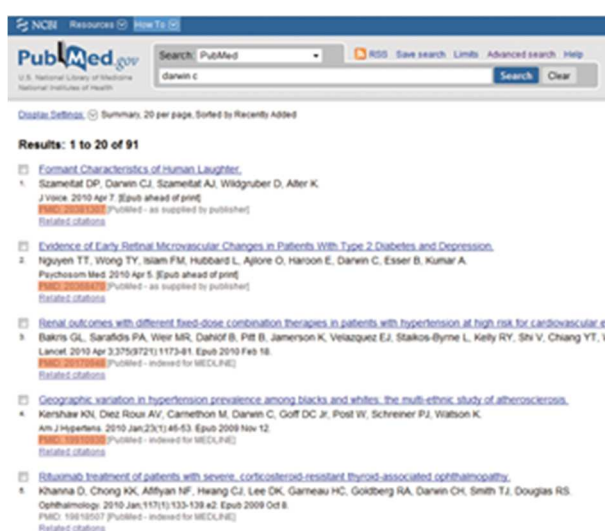 NCBI Resources How To
PubMed.gov
U.S. National Library of Medicine
National Institutes of Health
Search: PubMed
RSS Save search Limits Advanced search Help
darwin c
Search Clear
Display Settings: Summary, 20 per page, Sorted by Recently Added
Results: 1 to 20 of 91
Formant Characteristics of Human Laughter.
1. Szameitat DP, Darwin CJ, Szameitat AJ, Wildgruber D, Alter K.
J Voice. 2010 Apr 7. [Epub ahead of print]
PMID: 20381307 [PubMed - as supplied by publisher]
Related citations
Evidence of Early Retinal Microvascular Changes in Patients With Type 2 Diabetes and Depression.
2. Nguyen TT, Wong TY, Islam FM, Hubbard L, Ajilore O, Haroon E, Darwin C, Esser B, Kumar A.
Psychosom Med. 2010 Apr 5. [Epub ahead of print]
PMID: [PubMed - as supplied by publisher]
Related citations
Renal outcomes with different fixed-dose combination therapies in patients with hypertension at high risk for cardiovascular e
3. Bakris GL, Sarafidis PA, Weir MR, Dahlöf B, Pitt B, Jamerson K, Velazquez EJ, Staikos-Byrne L, Kelly RY, Shi V, Chiang YT,
Lancet. 2010 Apr 3;375(9721):1173-81. Epub 2010 Feb 18.
PMID: [PubMed - indexed for MEDLINE]
Related citations
Geographic variation in hypertension prevalence among blacks and whites: the multi-ethnic study of atherosclerosis.
4. Kershaw KN, Diez Roux AV, Carnethon M, Darwin C, Goff DC Jr, Post W, Schreiner PJ, Watson K.
Am J Hypertens. 2010 Jan;23(1):46-53. Epub 2009 Nov 12.
PMID: [PubMed - indexed for MEDLINE]
Related citations
Rituximab treatment of patients with severe, corticosteroid-resistant thyroid-associated ophthalmopathy.
5. Khanna D, Chong KK, Afifiyan NF, Hwang CJ, Lee DK, Garneau HC, Goldberg RA, Darwin CH, Smith TJ, Douglas RS.
Ophthalmology. 2010 Jan;117(1):133-139.e2. Epub 2009 Oct 8.
PMID: 19818507 [PubMed - indexed for MEDLINE]
Related citations